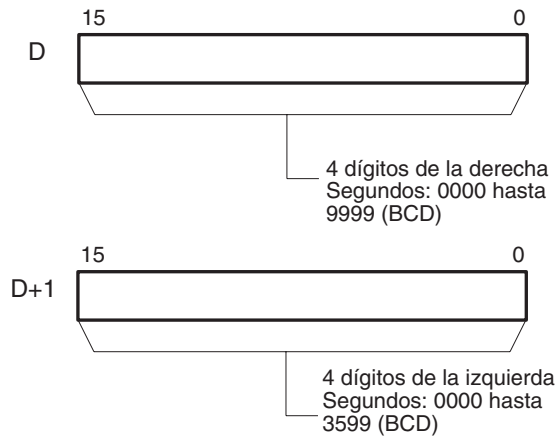 15 0
D
4 dígitos de la derecha
Segundos: 0000 hasta
9999 (BCD)
15 0
D+1
4 dígitos de la izquierda
Segundos: 0000 hasta
3599 (BCD)